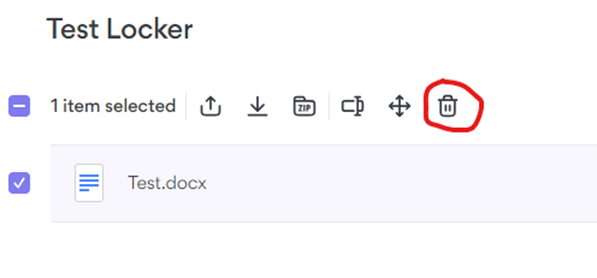 Test Locker
1 item selected
ZIP
Test.docx